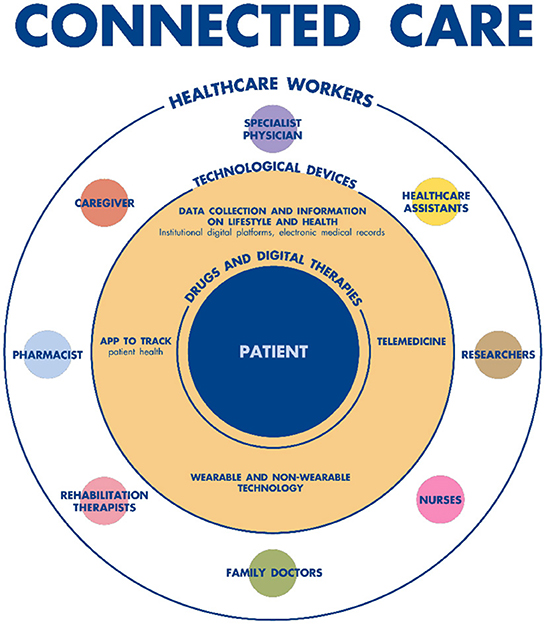 CONNECTED CARE
HEALTHCARE WORKERS
SPECIALIST
PHYSICIAN
TECHNOLOGICAL DEVICES
CAREGIVER
HEALTHCARE
ASSISTANTS
DATA COLLECTION AND INFORMATION
ON LIFESTYLE AND HEALTH
Institutional digital platforms, electronic medical records
DRUGS AND DIGITAL THERAPIES
PHARMACIST
APP TO TRACK
patient health
PATIENT
TELEMEDICINE
RESEARCHERS
WEARABLE AND NON-WEARABLE
TECHNOLOGY
REHABILITATION
THERAPISTS
NURSES
FAMILY DOCTORS